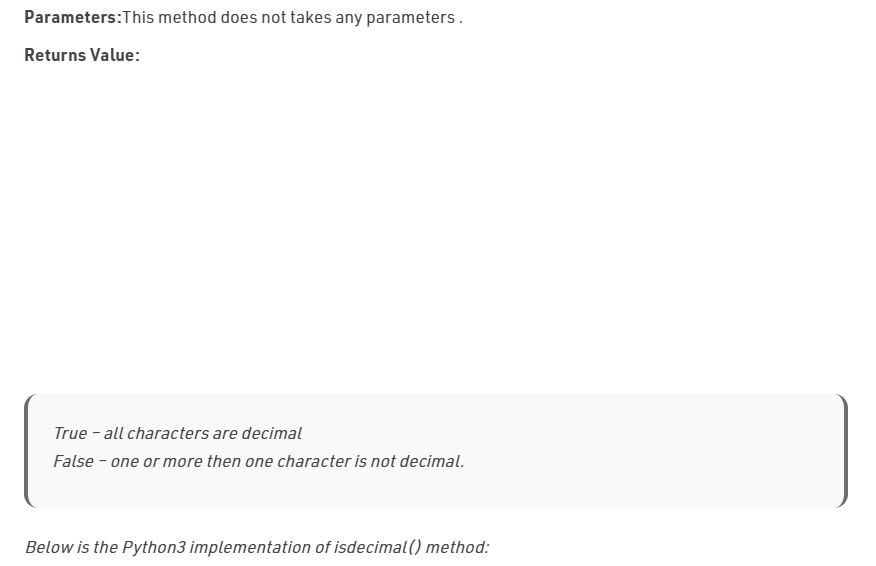 Parameters:This method does not takes any parameters .
Returns Value:
True – all characters are decimal
False – one or more then one character is not decimal.
Below is the Python3 implementation of isdecimal() method: